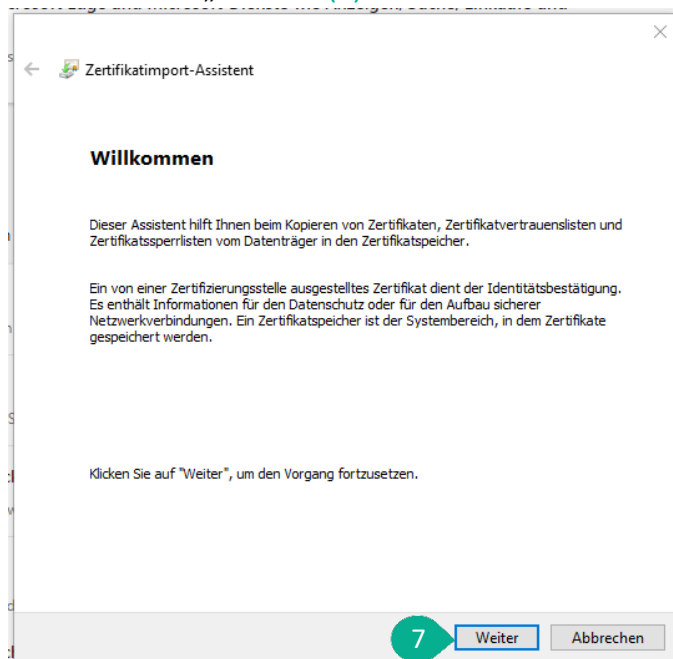 Zertifikatimport-Assistent
Willkommen
Dieser Assistent hilft Ihnen beim Kopieren von Zertifikaten, Zertifikatvertrauenslisten und
Zertifikatssperrlisten vom Datenträger in den Zertifikatspeicher.
Ein von einer Zertifizierungsstelle ausgestelltes Zertifikat dient der Identitätsbestätigung.
Es enthält Informationen für den Datenschutz oder für den Aufbau sicherer
Netzwerkverbindungen. Ein Zertifikatspeicher ist der Systembereich, in dem Zertifikate
gespeichert werden.
Klicken Sie auf "Weiter", um den Vorgang fortzusetzen.
7 Weiter Abbrechen